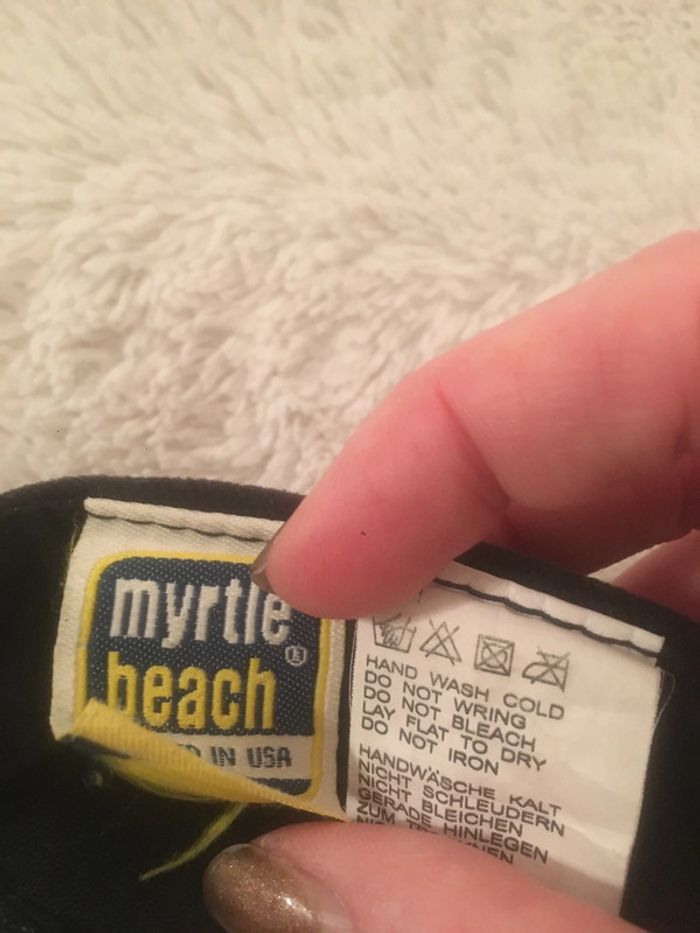 myrtle
beach
D IN USA
HAND WASH COLD
DO NOT WRING
DO NOT BLEACH
LAY FLAT TO DRY
DO NOT IRON
HANDWÄSCHE KALT
NICHT SCHLEUDERN
NICHT BLEICHEN
GERADE HINLEGEN
ZUM